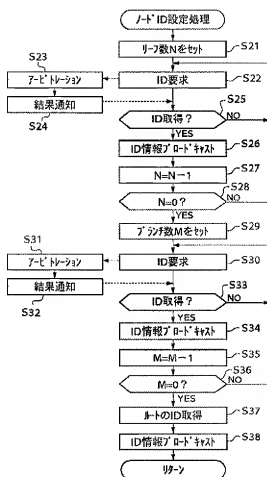 ノードID設定処理
リーフ数Nをセット
S21
S23
アービトレーション
ID要求
S22
結果通知
S24
S25
ID取得?
NO
YES
ID情報ブロードキャスト
S26
N=N−1
S27
S28
N=0?
NO
YES
ブランチ数Mをセット
S29
S31
アービトレーション
ID要求
S30
結果通知
S32
S33
ID取得?
NO
YES
ID情報ブロードキャスト
S34
M=M−1
S35
S36
M=0?
NO
YES
ルートのID取得
S37
ID情報ブロードキャスト
S38
リターン